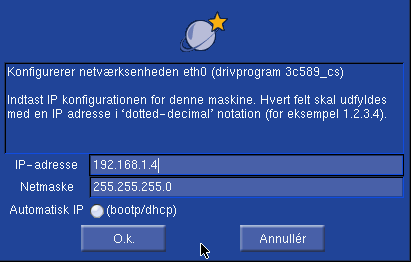 Konfigurerer netværksenheden eth0 (drivprogram 3c589_cs)
Indtast IP konfigurationen for denne maskine. Hvert felt skal udfyldes
med en IP adresse i 'dotted-decimal' notation (for eksempel 1.2.3.4).
IP-adresse 192.168.1.4
Netmaske 255.255.255.0
Automatisk IP (bootp/dhcp)
O.k. Annullér